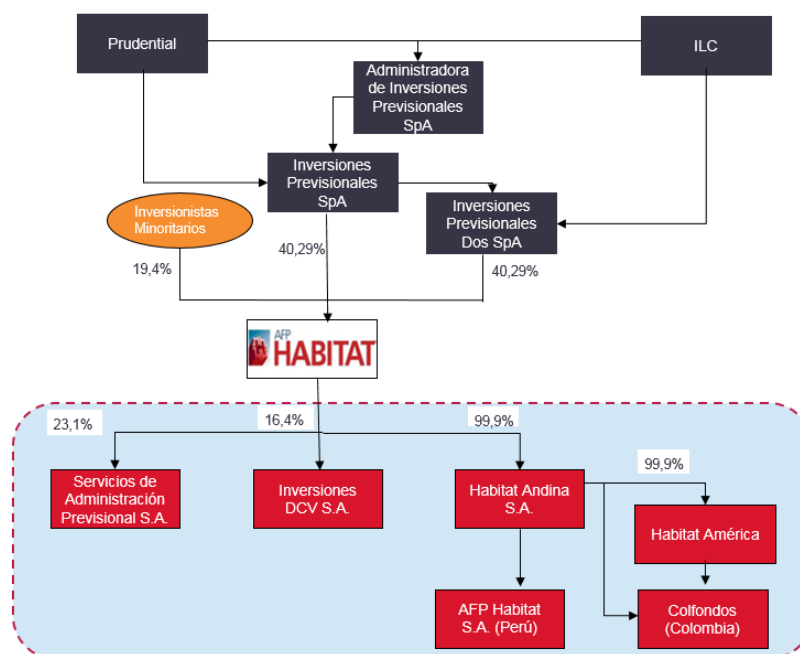 Prudential
ILC
Administradora
de Inversiones
Previsionales
SpA
Inversiones
Previsionales
SpA
Inversiones
Previsionales
Dos SpA
Inversionistas
Minoritarios
40,29%
19,4%
40,29%
AFP
HABITAT
23,1%
16,4%
99,9%
99,9%
Servicios de
Administración
Previsional S.A.
Inversiones
DCV S.A.
Habitat Andina
S.A.
Habitat América
AFP Habitat
S.A. (Perú)
Colfondos
(Colombia)